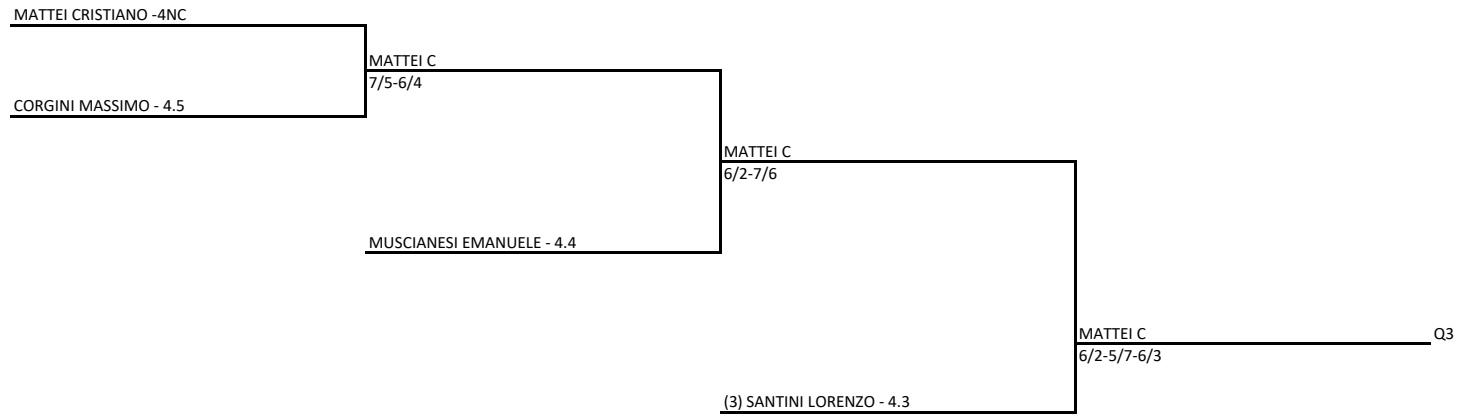 MATTEI CRISTIANO -4NC
MATTEI C
7/5-6/4
CORGINI MASSIMO - 4.5
MATTEI C
6/2-7/6
MUSCIANESI EMANUELE - 4.4
MATTEI C
Q3
6/2-5/7-6/3
(3) SANTINI LORENZO - 4.3